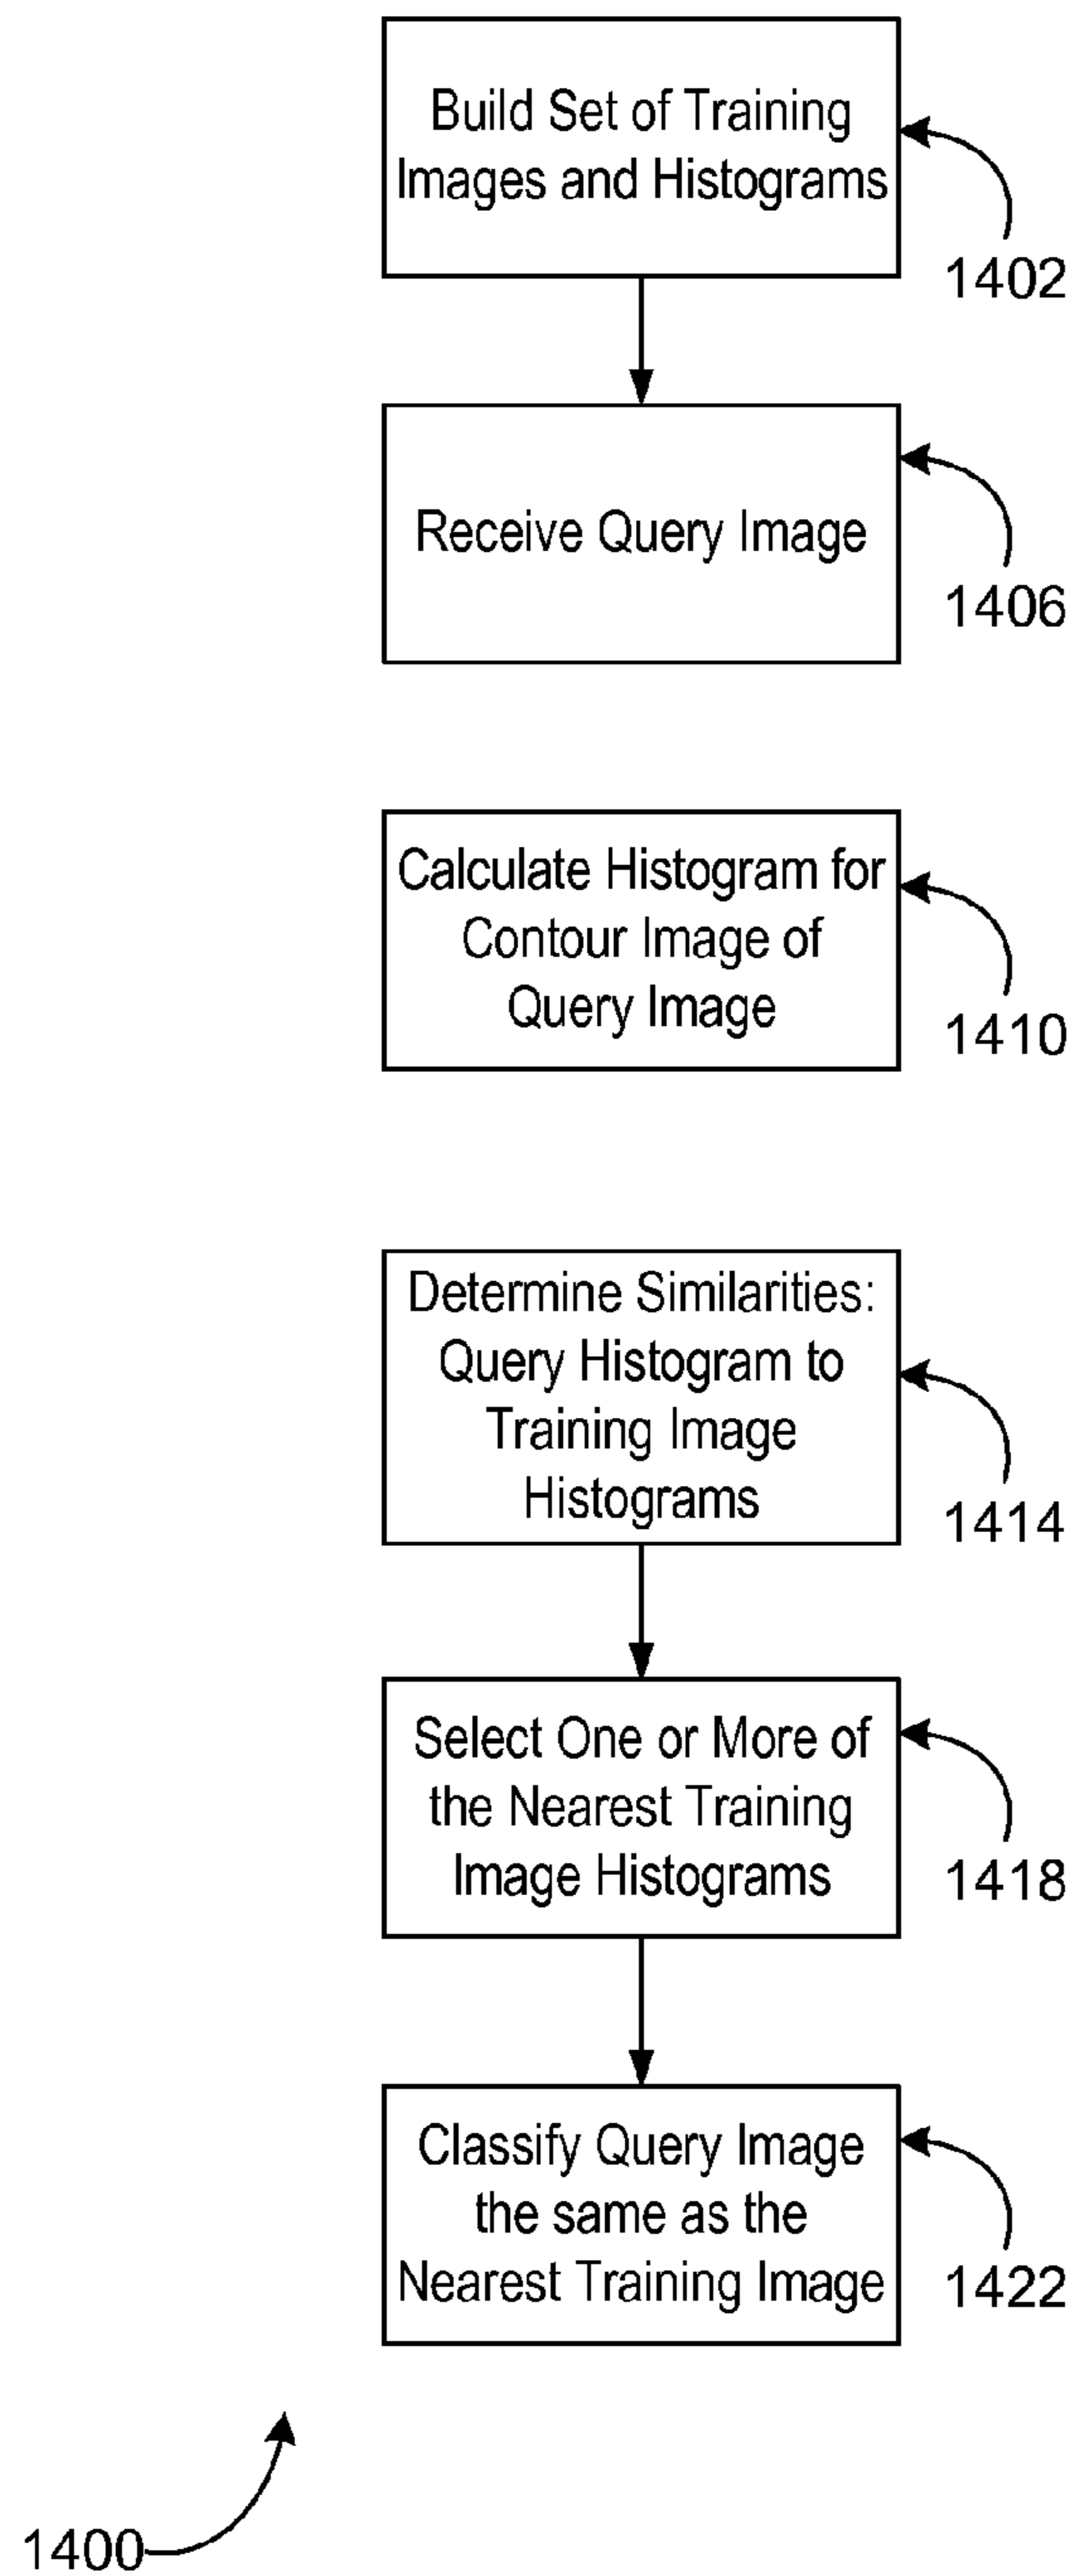 Build Set of Training
Images and Histograms
1402
Receive Query Image
1406
Calculate Histogram for
Contour Image of
Query Image
1410
Determine Similarities:
Query Histogram to
Training Image
Histograms
1414
Select One or More of
the Nearest Training
Image Histograms
1418
Classify Query Image
the same as the
Nearest Training Image
1422
1400